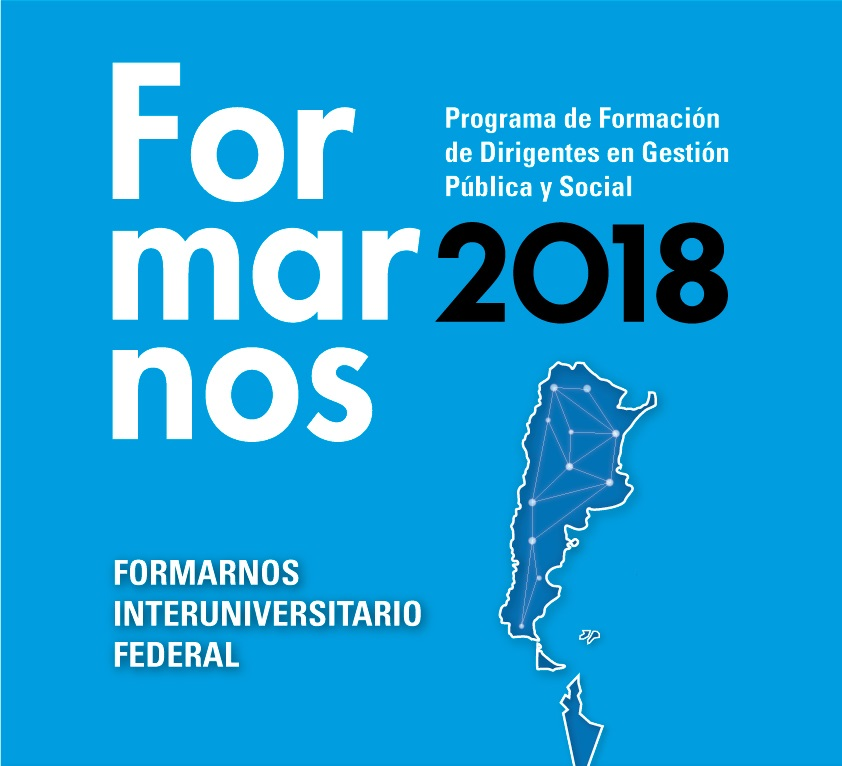 For
mar
nos
Programa de Formación
de Dirigentes en Gestión
Pública y Social
2018
FORMARNOS
INTERUNIVERSITARIO
FEDERAL